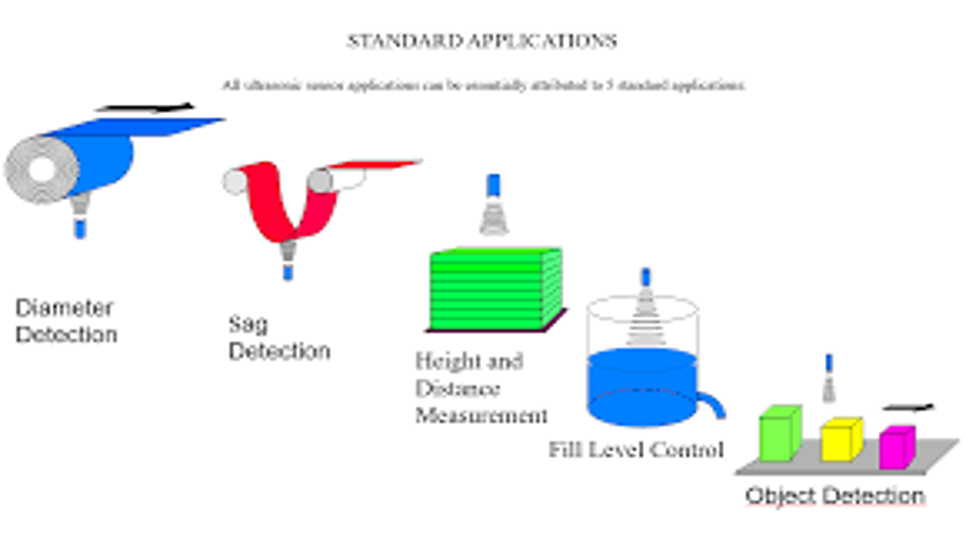 STANDARD APPLICATIONS
All ultrasonic sensor applications can be essentially attributed to 5 standard applications
Diameter
Detection
Sag
Detection
Height and
Distance
Measurement
Fill Level Control
Object Detection